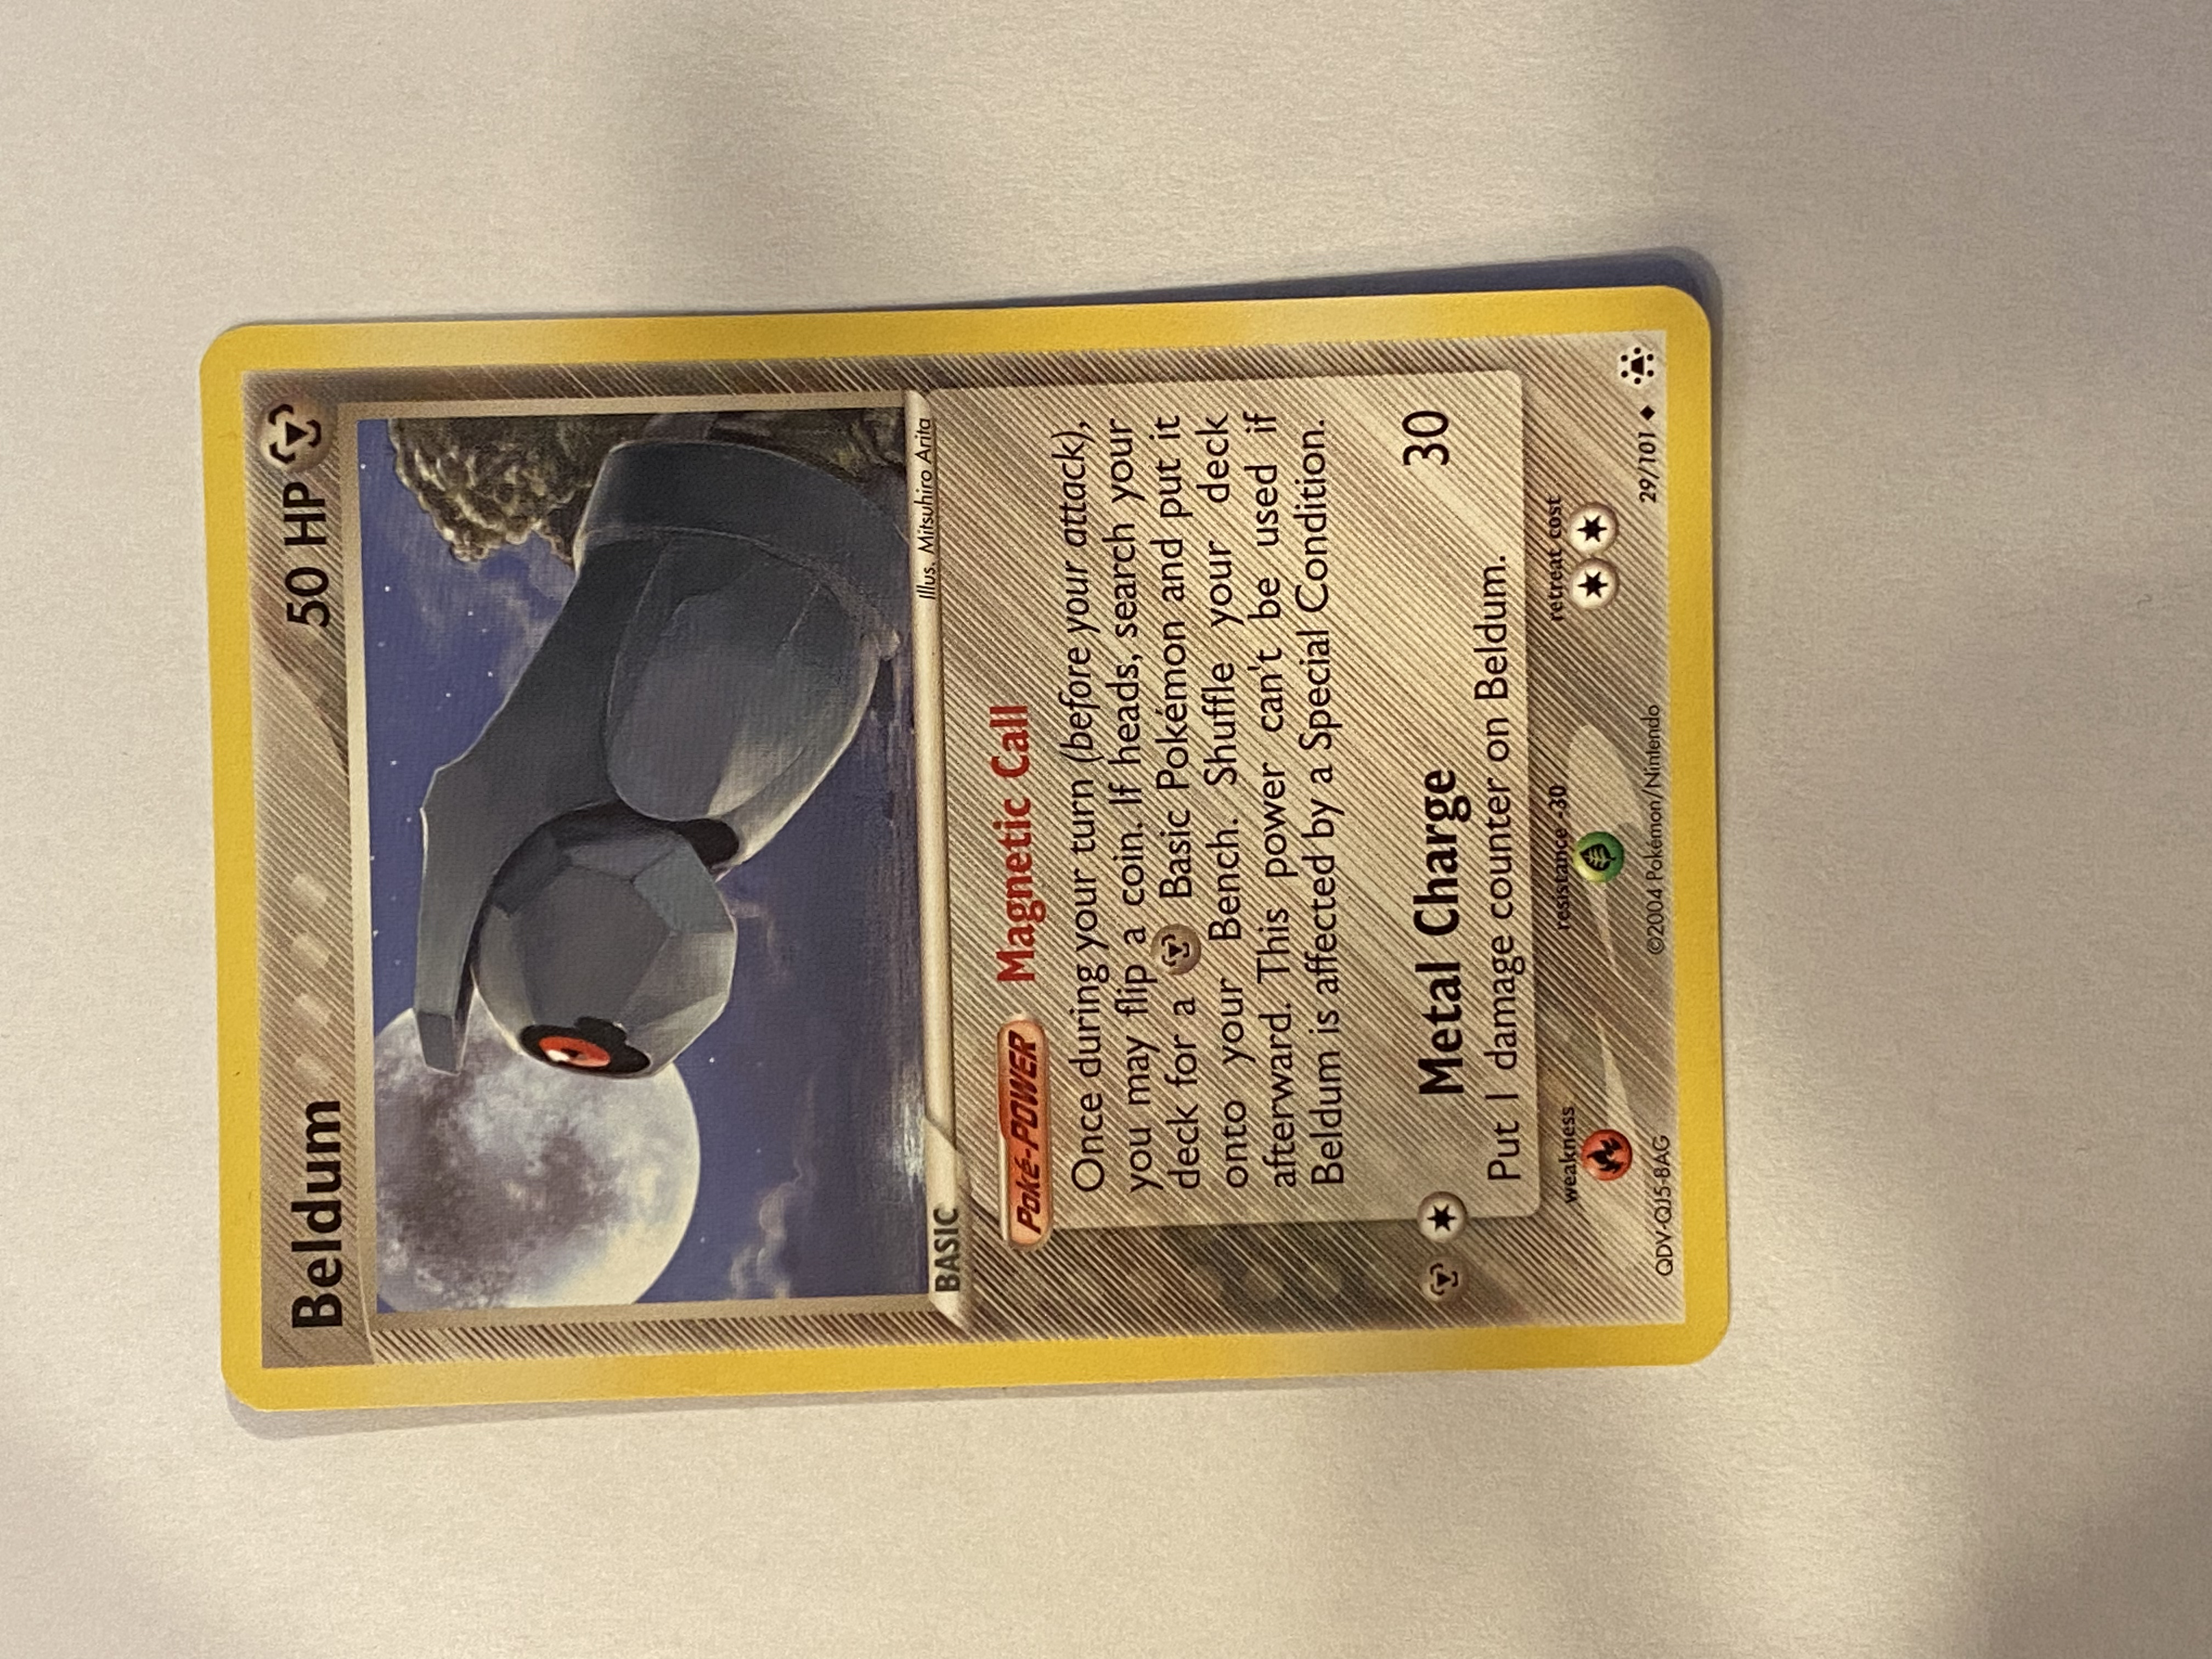 Beldum
50 HP
Illus. Mitsuhiro Arita
BASIC
Poké-POWER Magnetic Call
Once during your turn (before your attack),
you may flip a coin. If heads, search your
deck for a Basic Pokémon and put it
onto your Bench. Shuffle your deck
afterward. This power can't be used if
Beldum is affected by a Special Condition.
Metal Charge 30
Put 1 damage counter on Beldum.
weakness
resistance -30
retreat cost
QDV-QJ5-8AG
©2004 Pokémon/Nintendo
29/101